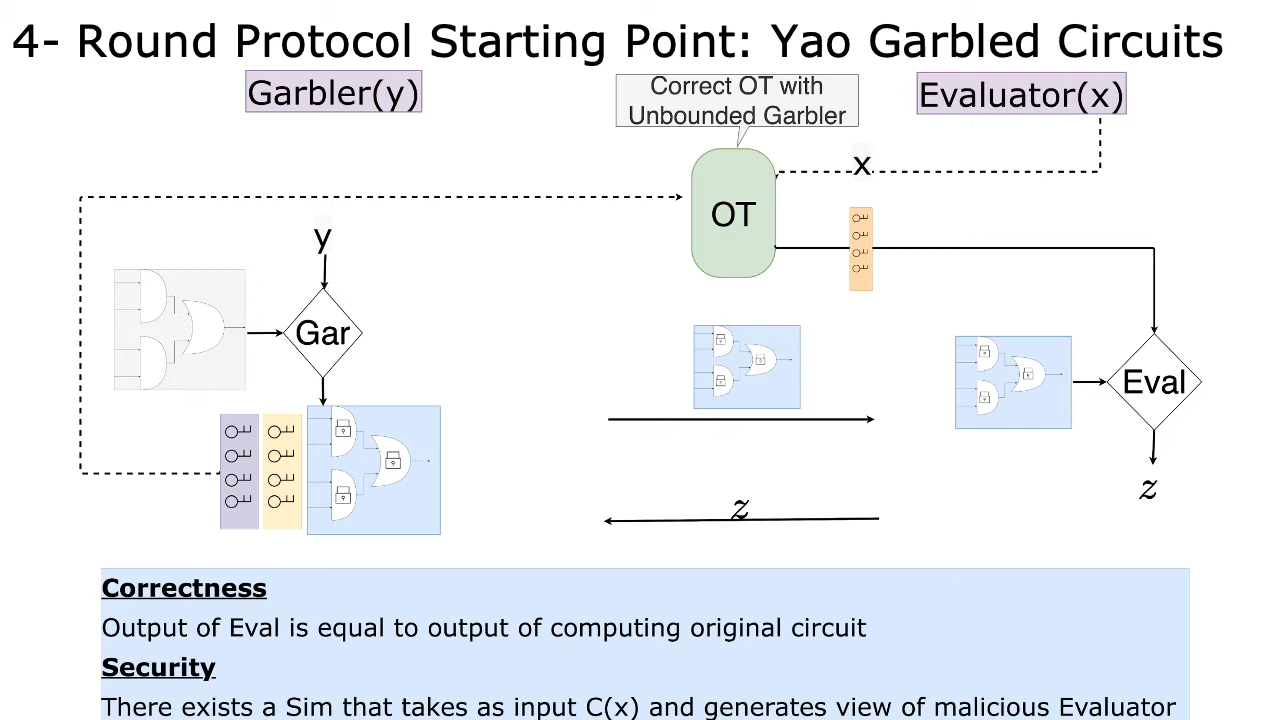 4- Round Protocol Starting Point: Yao Garbled Circuits
Garbler(y)
Correct OT with
Unbounded Garbler
Evaluator(x)
x
OT
y
Gar
Eval
z
z
Correctness
Output of Eval is equal to output of computing original circuit
Security
There exists a Sim that takes as input C(x) and generates view of malicious Evaluator